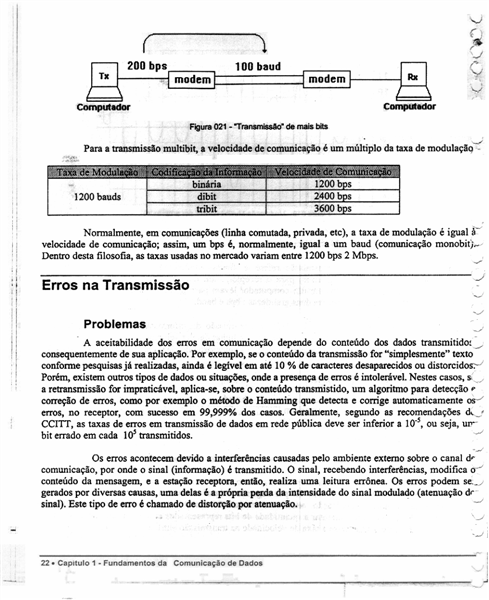 200 bps
100 baud
Tx
modem
modem
Rx
Computador
Computador
Figura 021 - "Transmissão" de mais bits
Para a transmissão multibit, a velocidade de comunicação é um múltiplo da taxa de modulação
Taxa de Modulação Codificação da Informação Velocidade de Comunicação
1200 bauds
binária 1200 bps
dibit 2400 bps
tribit 3600 bps
Normalmente, em comunicações (linha comutada, privada, etc), a taxa de modulação é igual à
velocidade de comunicação; assim, um bps é, normalmente, igual a um baud (comunicação monobit).
Dentro desta filosofia, as taxas usadas no mercado variam entre 1200 bps 2 Mbps.
Erros na Transmissão
Problemas
A aceitabilidade dos erros em comunicação depende do conteúdo dos dados transmitidos
consequentemente de sua aplicação. Por exemplo, se o conteúdo da transmissão for "simplesmente" texto
conforme pesquisas já realizadas, ainda é legível em até 10 % de caracteres desaparecidos ou distorcidos.
Porém, existem outros tipos de dados ou situações, onde a presença de erros é intolerável. Nestes casos,
a retransmissão for impraticável, aplica-se, sobre o conteúdo transmitido, um algoritmo para detecção e
correção de erros, como por exemplo o método de Hamming que detecta e corrige automaticamente os
erros, no receptor, com sucesso em 99,999% dos casos. Geralmente, segundo as recomendações do
CCITT, as taxas de erros em transmissão de dados em rede pública deve ser inferior a 10⁻⁵, ou seja, um
bit errado em cada 10⁵ transmitidos.
Os erros acontecem devido a interferências causadas pelo ambiente externo sobre o canal de
comunicação, por onde o sinal (informação) é transmitido. O sinal, recebendo interferências, modifica o
conteúdo da mensagem, e a estação receptora, então, realiza uma leitura errônea. Os erros podem ser
gerados por diversas causas, uma delas é a própria perda da intensidade do sinal modulado (atenuação de
sinal). Este tipo de erro é chamado de distorção por atenuação.
22 • Capitulo 1 - Fundamentos da Comunicação de Dados